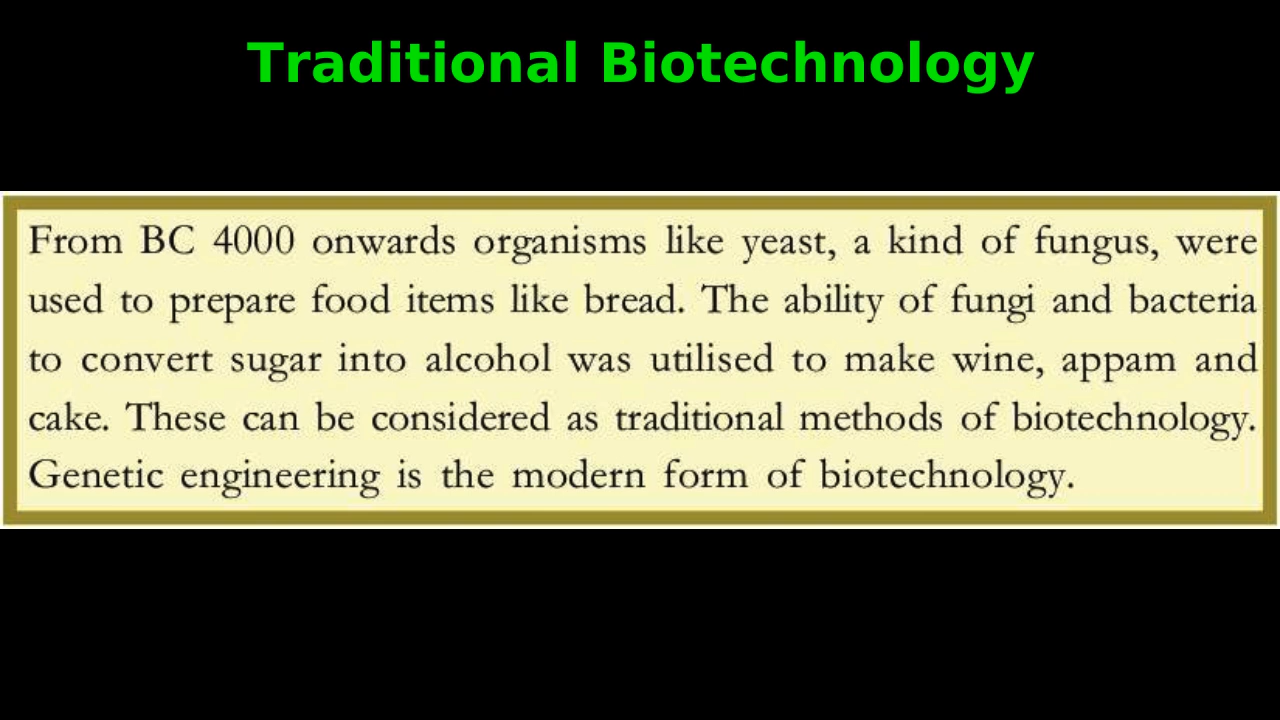 Traditional Biotechnology
From BC 4000 onwards organisms like yeast, a kind of fungus, were
used to prepare food items like bread. The ability of fungi and bacteria
to convert sugar into alcohol was utilised to make wine, appam and
cake. These can be considered as traditional methods of biotechnology.
Genetic engineering is the modern form of biotechnology.